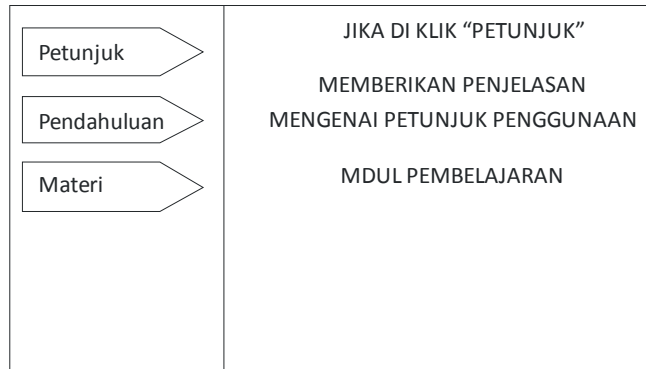 Petunjuk
Pendahuluan
Materi
JIKA DI KLIK “PETUNJUK”
MEMBERIKAN PENJELASAN
MENGENAI PETUNJUK PENGGUNAAN
MDUL PEMBELAJARAN